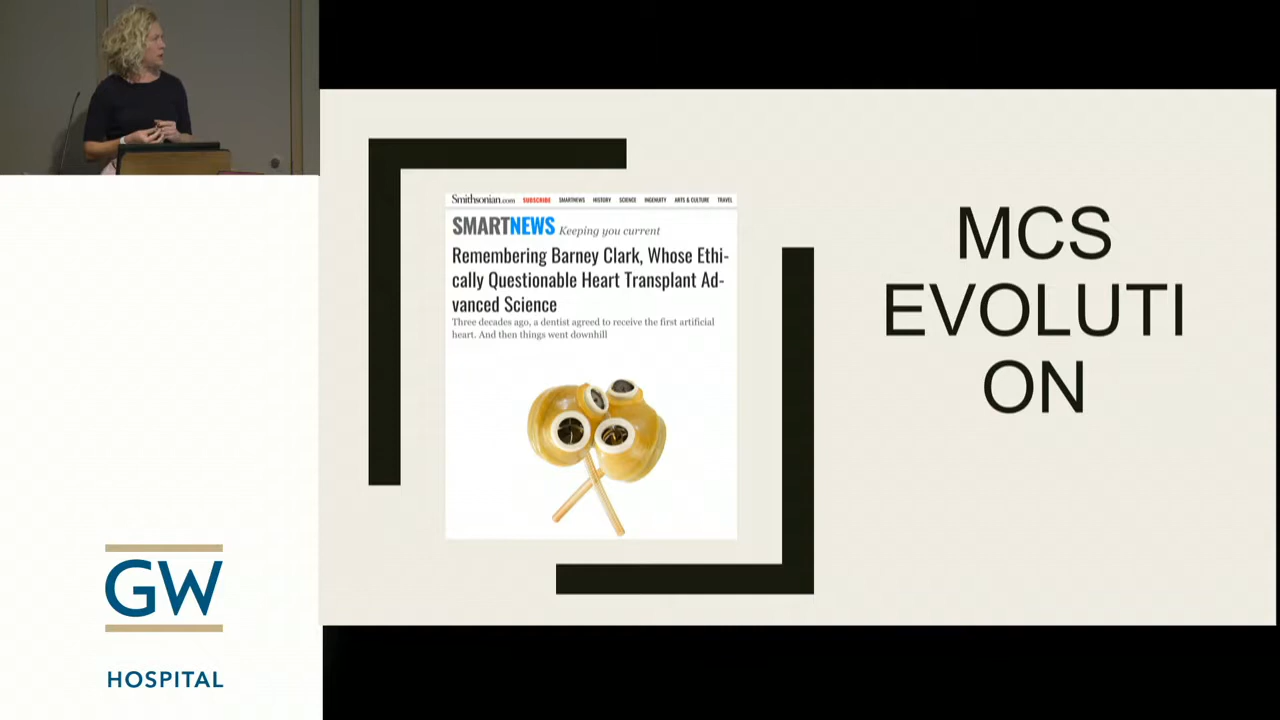 Smithsonian.com SUBSCRIBE SMARTNEWS HISTORY SCIENCE INGENUITY ARTS & CULTURE TRAVEL
SMARTNEWS Keeping you current
Remembering Barney Clark, Whose Ethi-
cally Questionable Heart Transplant Ad-
vanced Science
Three decades ago, a dentist agreed to receive the first artificial
heart. And then things went downhill
MCS
EVOLUTI
ON
GW
HOSPITAL